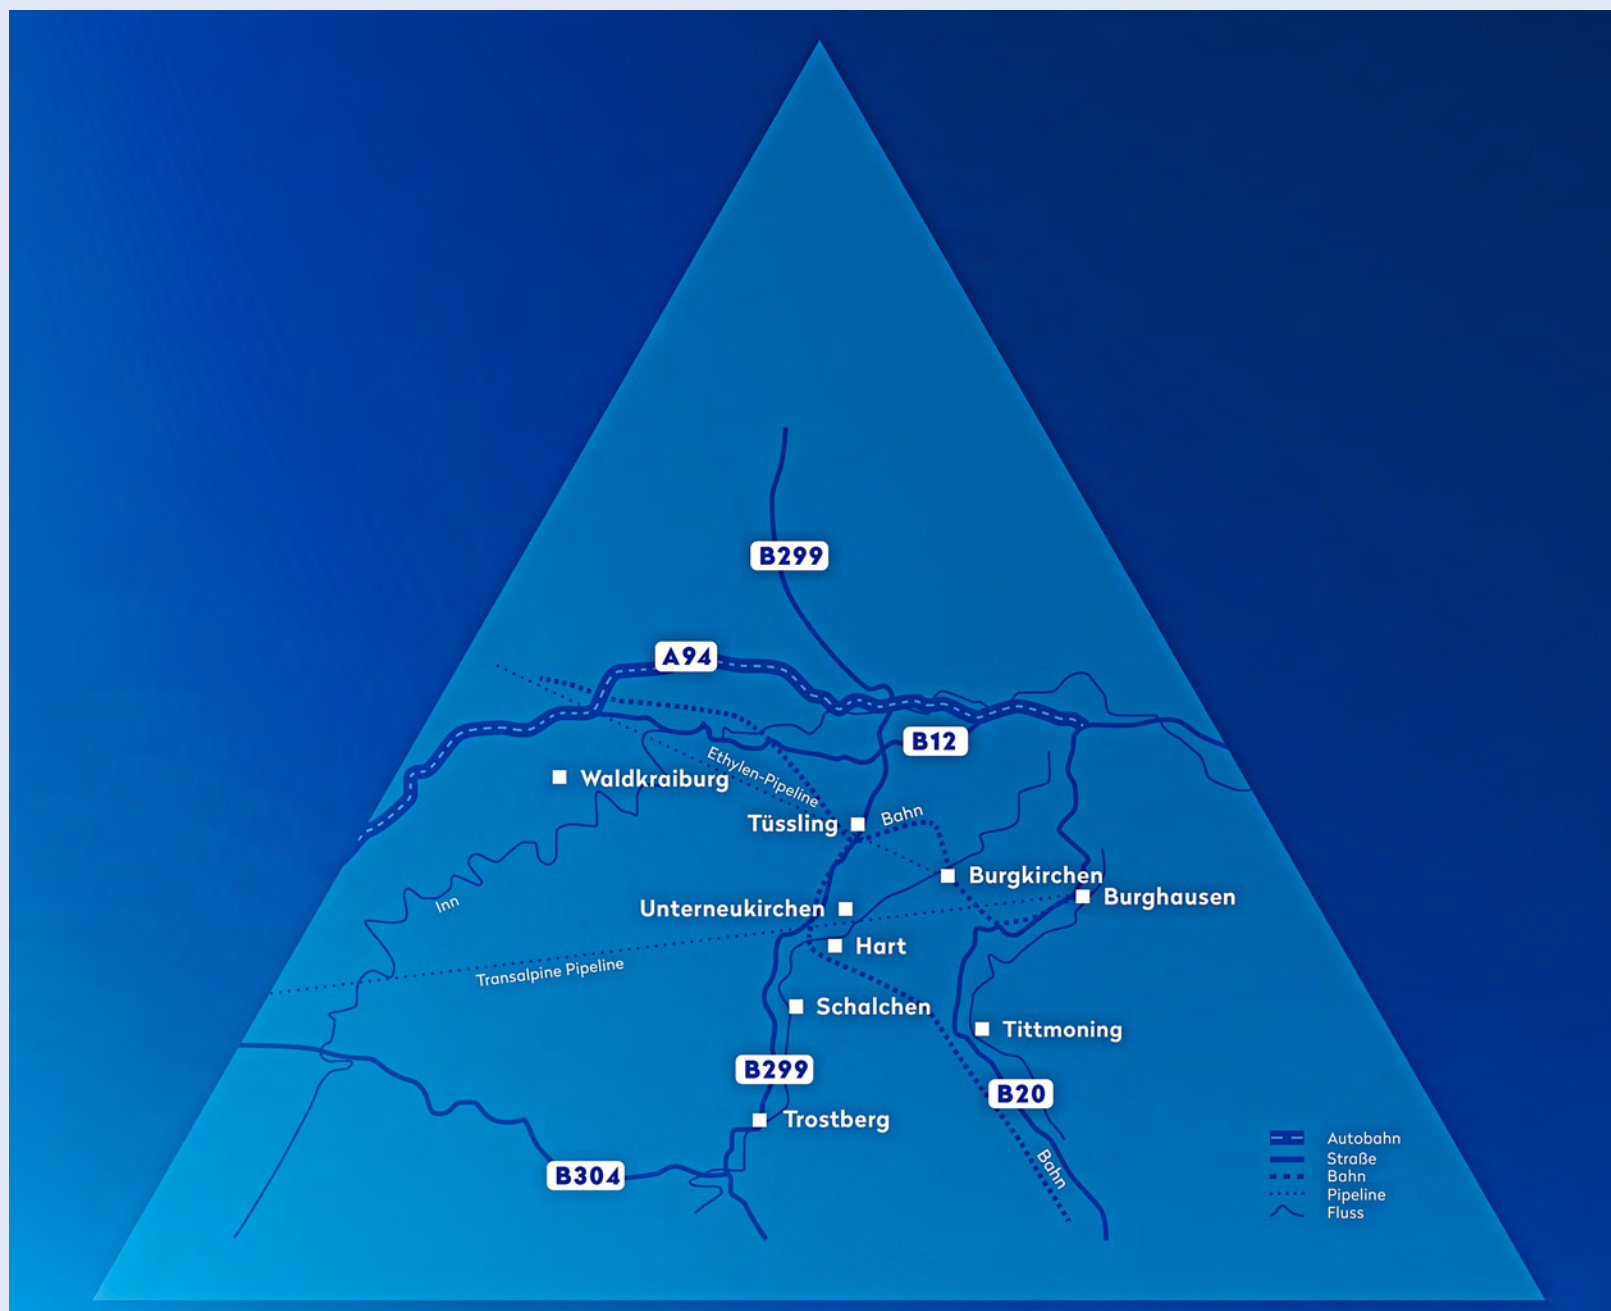 B299
A94
B12
Ethylen-Pipeline
Waldkraiburg
Tüssling
Bahn
Burgkirchen
Burghausen
Inn
Unterneukirchen
Hart
Transalpine Pipeline
Schalchen
Tittmoning
B299
B20
Trostberg
B304
Bahn
Autobahn
Straße
Bahn
Pipeline
Fluss